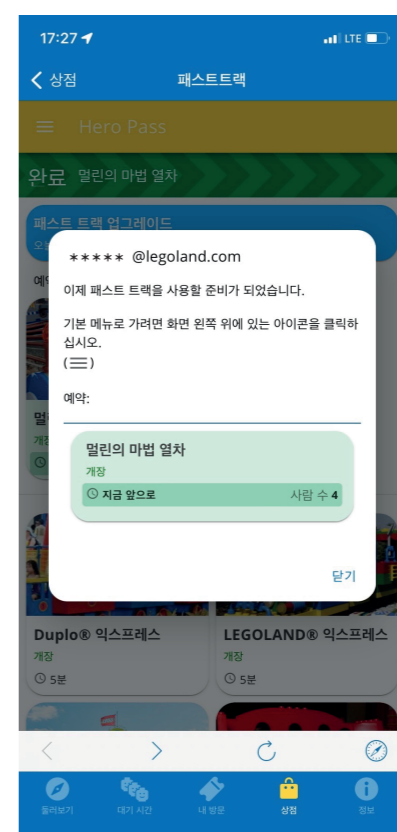 17:27
LTE
상점
패스트트랙
Hero Pass
완료 멀린의 마법 열차
패스트 트랙 업그레이드
***** @legoland.com
이제 패스트 트랙을 사용할 준비가 되었습니다.
기본 메뉴로 가려면 화면 왼쪽 위에 있는 아이콘을 클릭하
십시오.
(☰)
예약:
멀린의 마법 열차
개장
지금 앞으로 사람 수 4
닫기
Duplo® 익스프레스 LEGOLAND® 익스프레스
개장 개장
5분 5분
둘러보기 대기 시간 내 방문 상점 정보